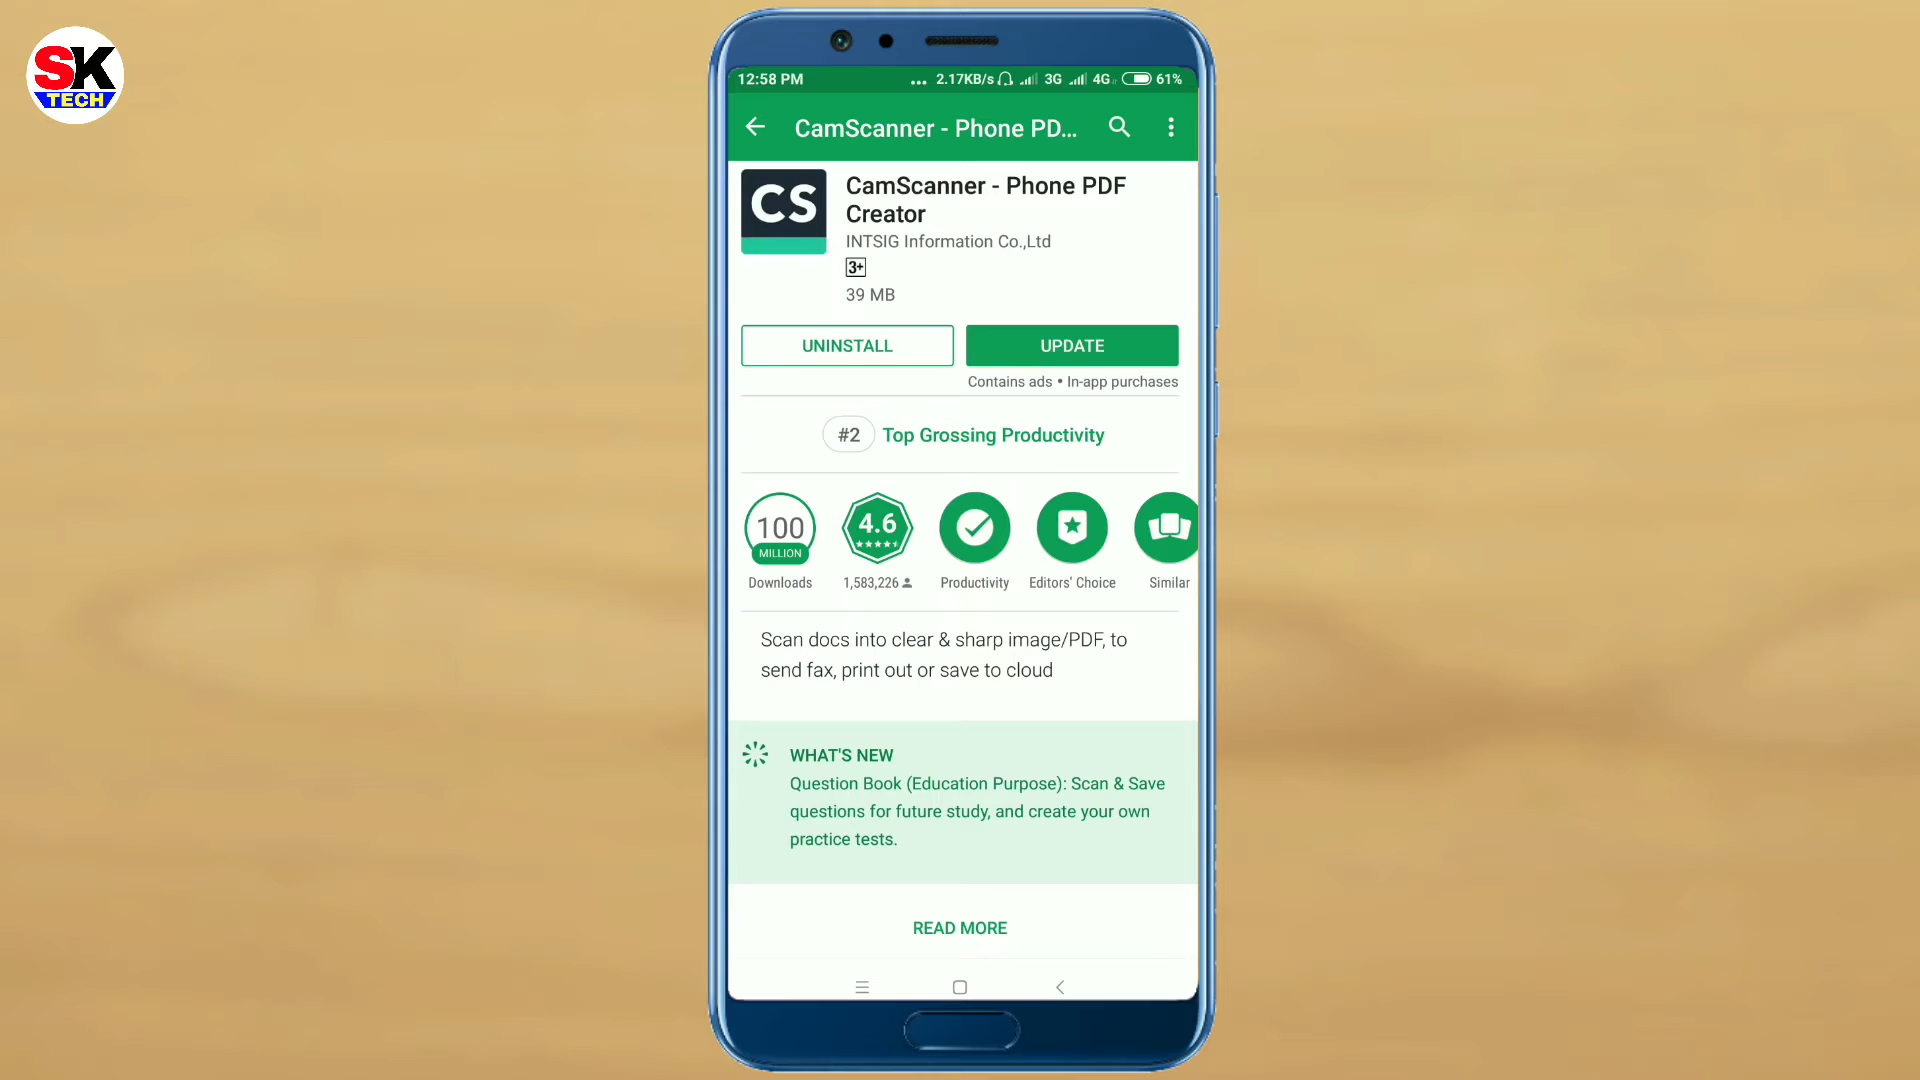 SK
TECH
12:58 PM
... 2.17KB/s 3G 4G 61%
CamScanner - Phone PD...
CS
CamScanner - Phone PDF
Creator
INTSIG Information Co.,Ltd
3+
39 MB
UNINSTALL
UPDATE
Contains ads • In-app purchases
#2 Top Grossing Productivity
100
MILLION
Downloads
4.6
1,583,226
Productivity
Editors' Choice
Similar
Scan docs into clear & sharp image/PDF, to
send fax, print out or save to cloud
WHAT'S NEW
Question Book (Education Purpose): Scan & Save
questions for future study, and create your own
practice tests.
READ MORE